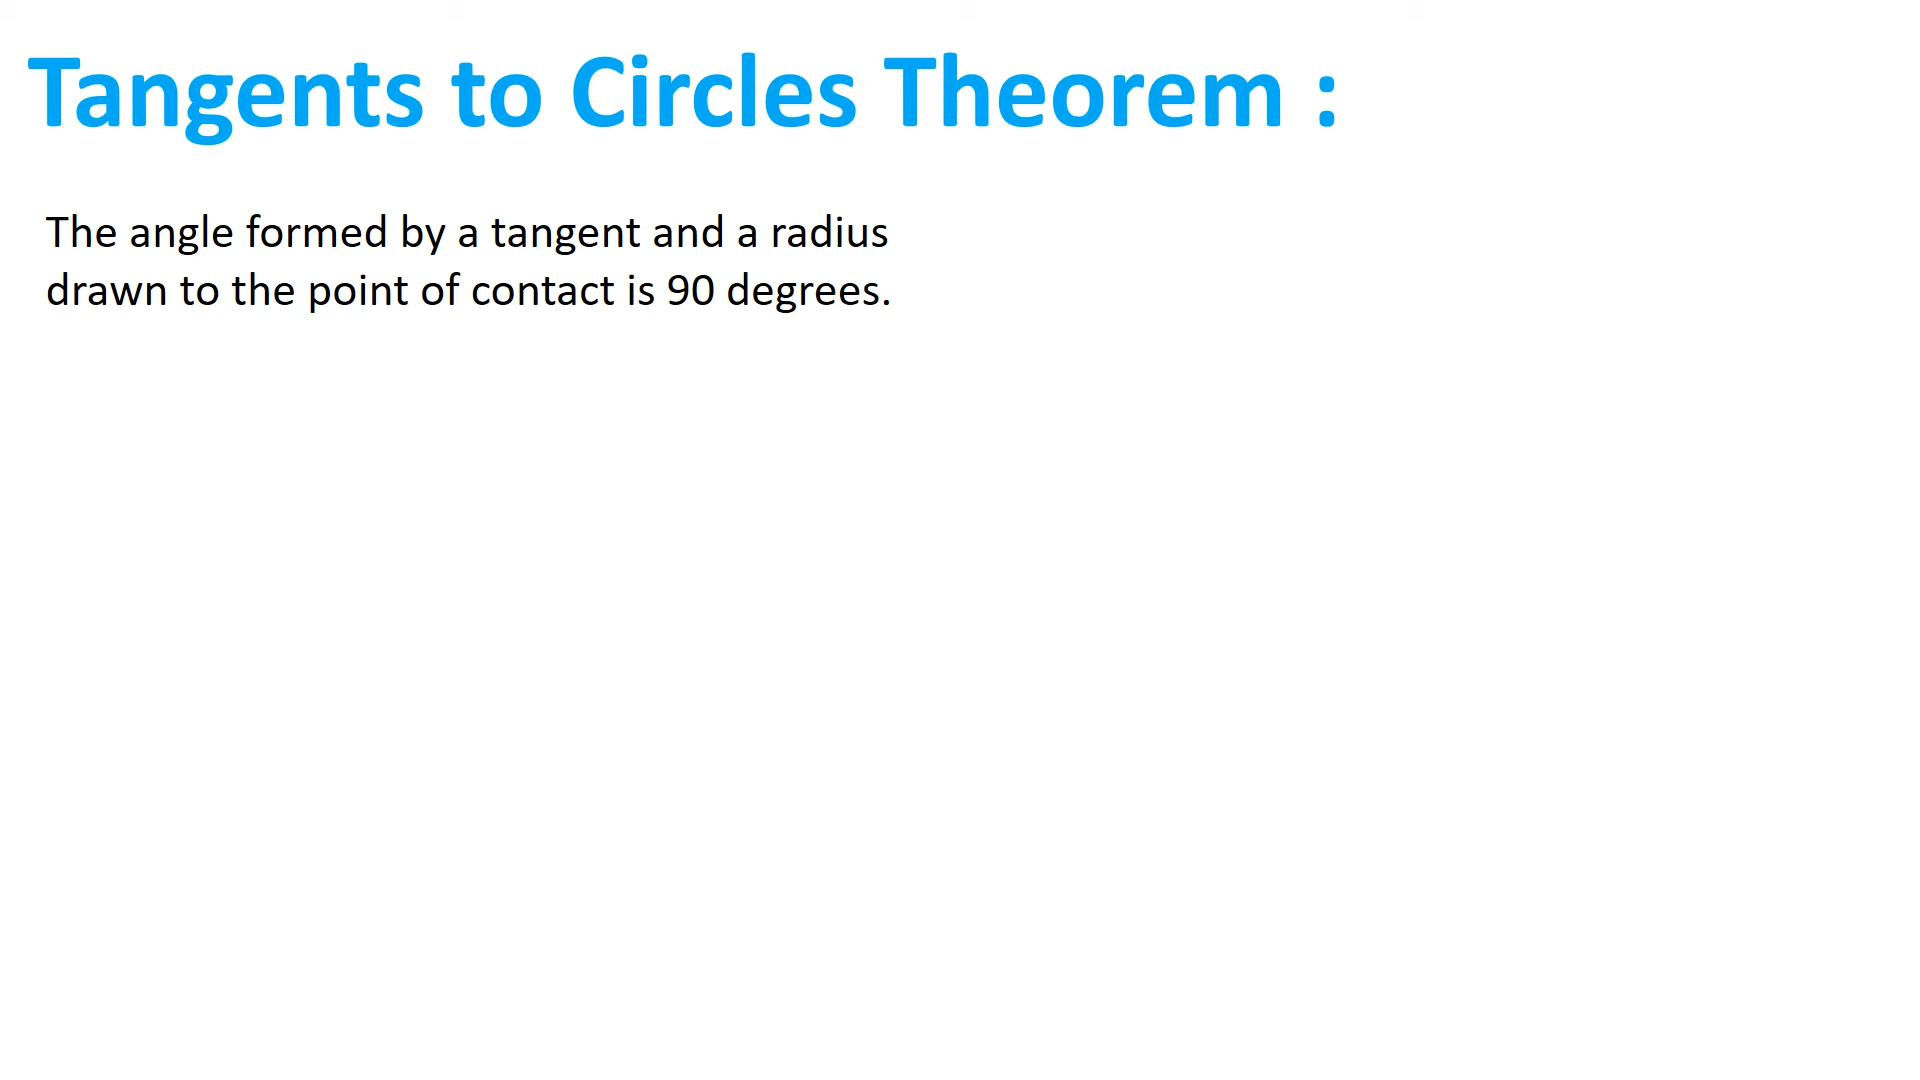 Tangents to Circles Theorem :
The angle formed by a tangent and a radius
drawn to the point of contact is 90 degrees.